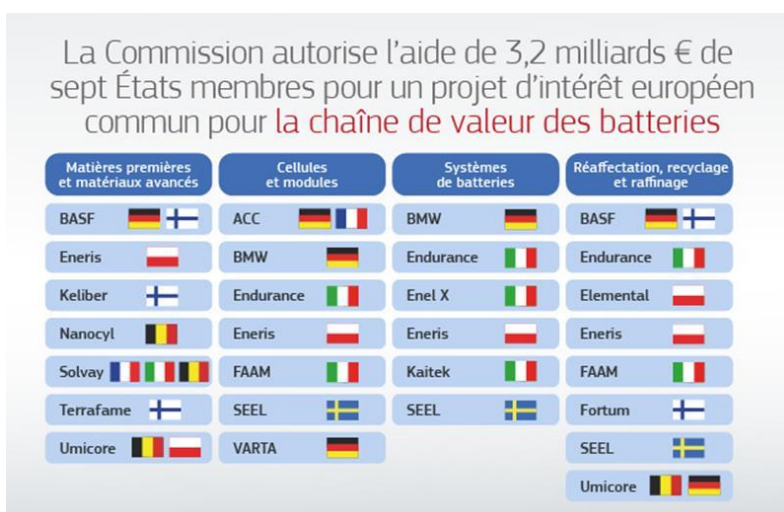 La Commission autorise l'aide de 3,2 milliards € de
sept États membres pour un projet d'intérêt européen
commun pour la chaîne de valeur des batteries
Matières premières
et matériaux avancés
BASF
Eneris
Keliber
Nanocyl
Solvay
Terrafame
Umicore
Cellules
et modules
ACC
BMW
Endurance
Eneris
FAAM
SEEL
VARTA
Systèmes
de batteries
BMW
Endurance
Enel X
Eneris
Kaitek
SEEL
Réaffectation, recyclage
et raffinage
BASF
Endurance
Elemental
Eneris
FAAM
Fortum
SEEL
Umicore